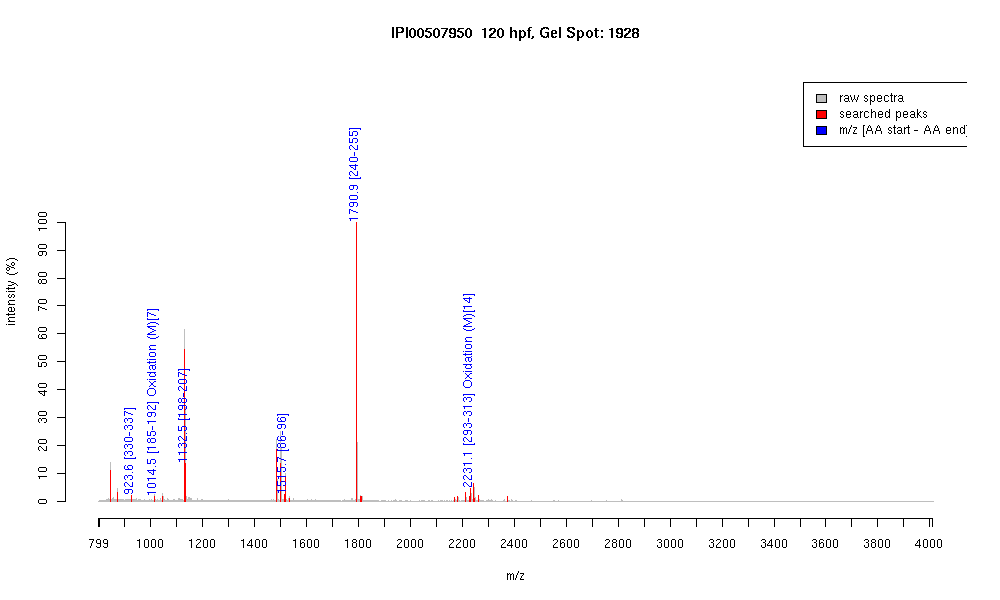 IPI00507950 120 hpf, Gel Spot: 1928
raw spectra
searched peaks
m/z [AA start - AA end]
intensity (%)
100
90
80
70
60
50
40
30
20
10
0
923.6 [330-337]
1014.5 [185-192] Oxidation (M)[7]
1132.5 [198-207]
1515.7 [86-96]
1790.9 [240-255]
2231.1 [293-313] Oxidation (M)[14]
799 1000 1200 1400 1600 1800 2000 2200 2400 2600 2800 3000 3200 3400 3600 3800 4000
m/z